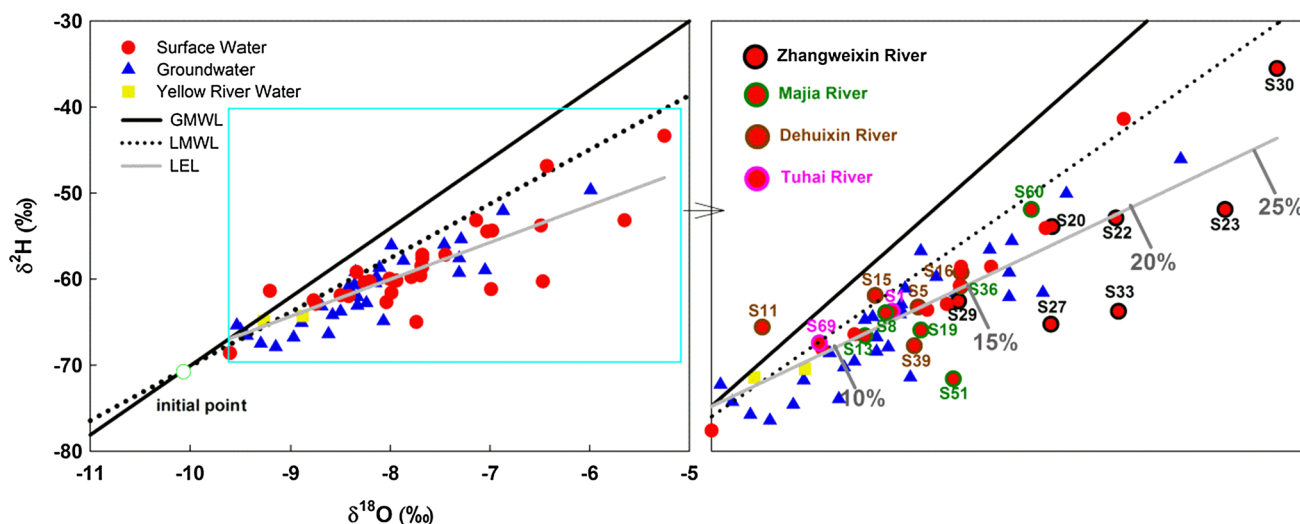 -30
-40
-50
-60
-70
-80
δ²H (‰)
Surface Water
Groundwater
Yellow River Water
GMWL
LMWL
LEL
initial point
-11 -10 -9 -8 -7 -6 -5
δ¹⁸O (‰)
Zhangweixin River
Majia River
Dehuixin River
Tuhai River
S30
S60
S20
S22
S23
25%
20%
S16
S15
S36
S11
S1
S5
S29
S27
S33
S69
S8
S19
15%
S13
S39
S51
10%